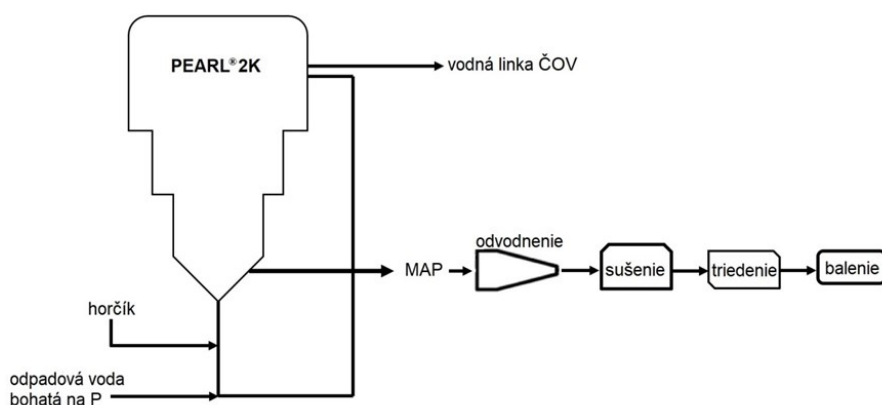 PEARL® 2K
vodná linka ČOV
odvodnenie
MAP
sušenie
triedenie
balenie
horčík
odpadová voda
bohatá na P